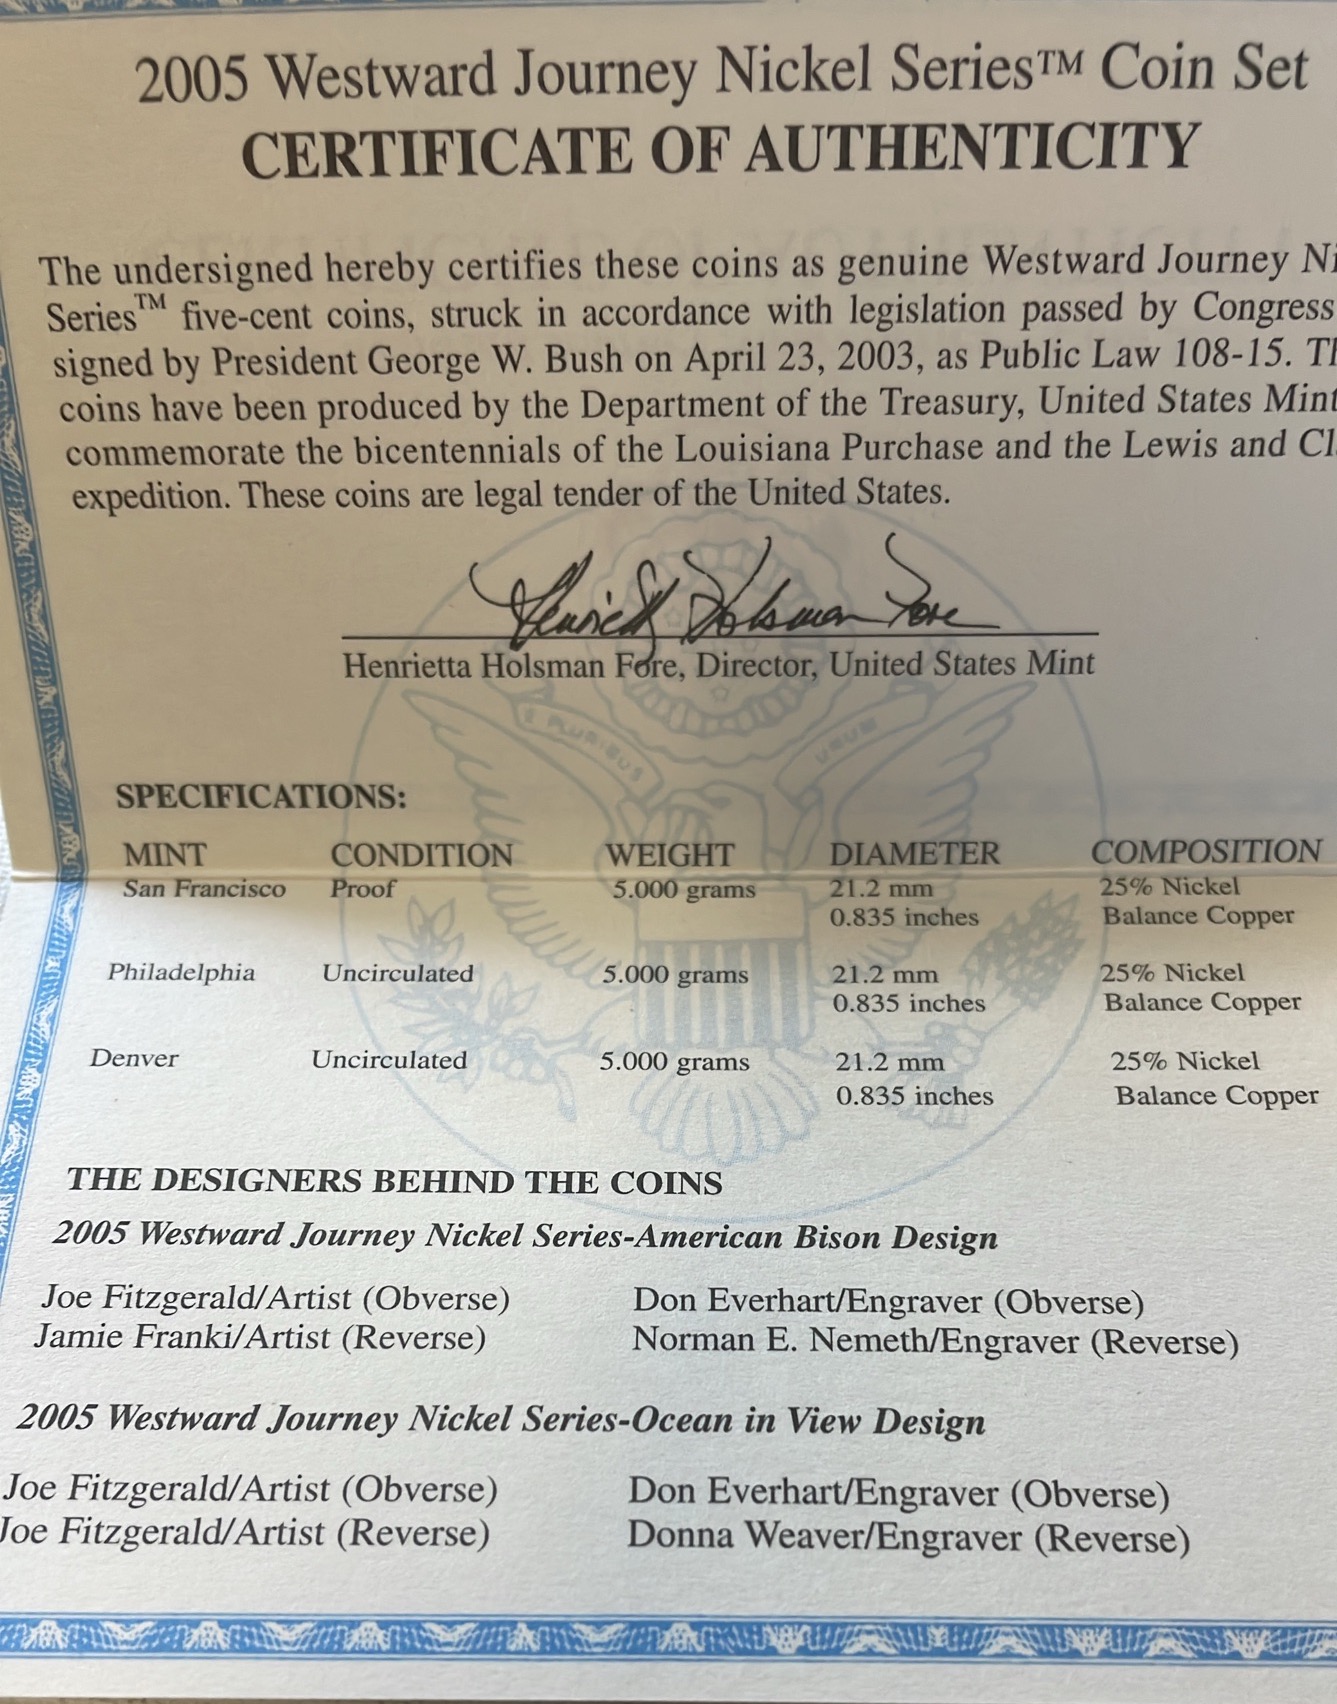 2005 Westward Journey Nickel Series™ Coin Set
CERTIFICATE OF AUTHENTICITY
The undersigned hereby certifies these coins as genuine Westward Journey Ni
Series™ five-cent coins, struck in accordance with legislation passed by Congress
signed by President George W. Bush on April 23, 2003, as Public Law 108-15. Th
coins have been produced by the Department of the Treasury, United States Mint
commemorate the bicentennials of the Louisiana Purchase and the Lewis and Cl
expedition. These coins are legal tender of the United States.
Henrietta Holsman Fore
Henrietta Holsman Fore, Director, United States Mint
E PLURIBUS UNUM
SPECIFICATIONS:
MINT CONDITION WEIGHT DIAMETER COMPOSITION
San Francisco Proof 5.000 grams 21.2 mm 25% Nickel
0.835 inches Balance Copper
Philadelphia Uncirculated 5.000 grams 21.2 mm 25% Nickel
0.835 inches Balance Copper
Denver Uncirculated 5.000 grams 21.2 mm 25% Nickel
0.835 inches Balance Copper
THE DESIGNERS BEHIND THE COINS
2005 Westward Journey Nickel Series-American Bison Design
Joe Fitzgerald/Artist (Obverse) Don Everhart/Engraver (Obverse)
Jamie Franki/Artist (Reverse) Norman E. Nemeth/Engraver (Reverse)
2005 Westward Journey Nickel Series-Ocean in View Design
Joe Fitzgerald/Artist (Obverse) Don Everhart/Engraver (Obverse)
Joe Fitzgerald/Artist (Reverse) Donna Weaver/Engraver (Reverse)